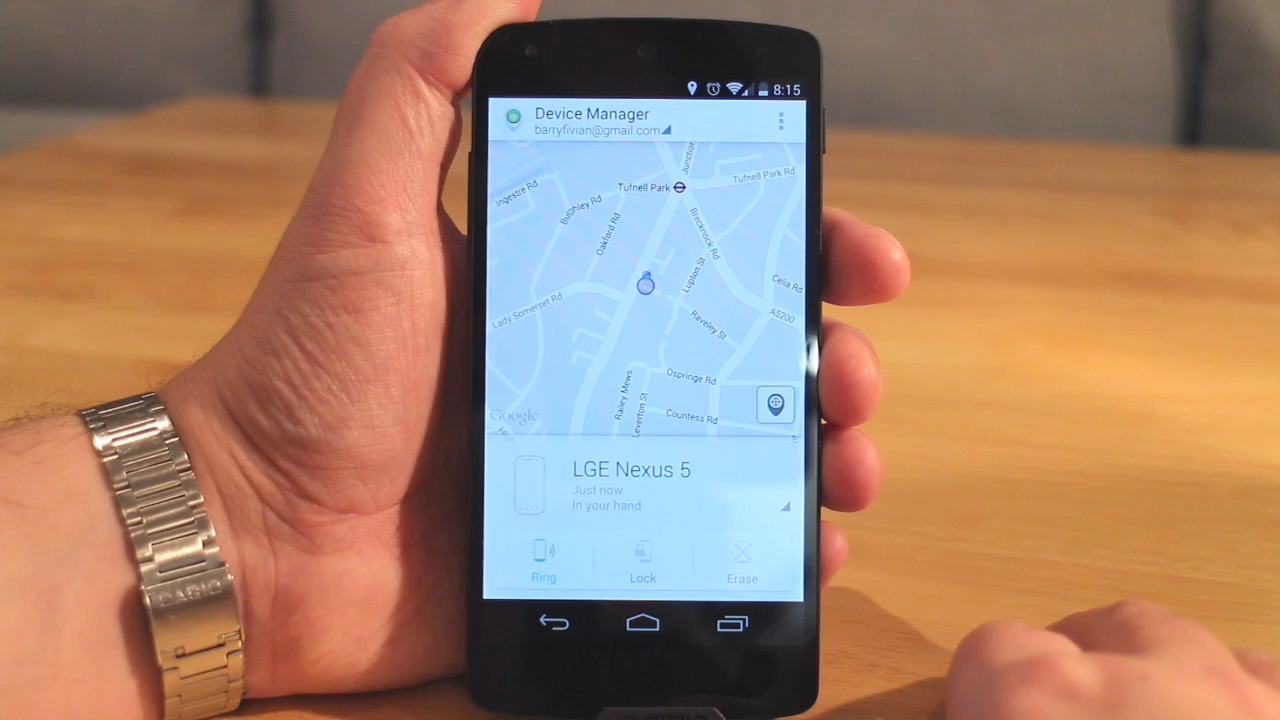 8:15
Device Manager
barryfivian@gmail.com
Junction
Tufnell Park
Tufnell Park Rd
Ingestre Rd
Burghley Rd
Oakford Rd
Brecknock Rd
Lupton St
Celia Rd
Lady Somerset Rd
A5200
Raveley St
Ospringe Rd
Railey Mews
Leverton St
Countess Rd
Google
LGE Nexus 5
Just now
In your hand
Ring
Lock
Erase
CASIO